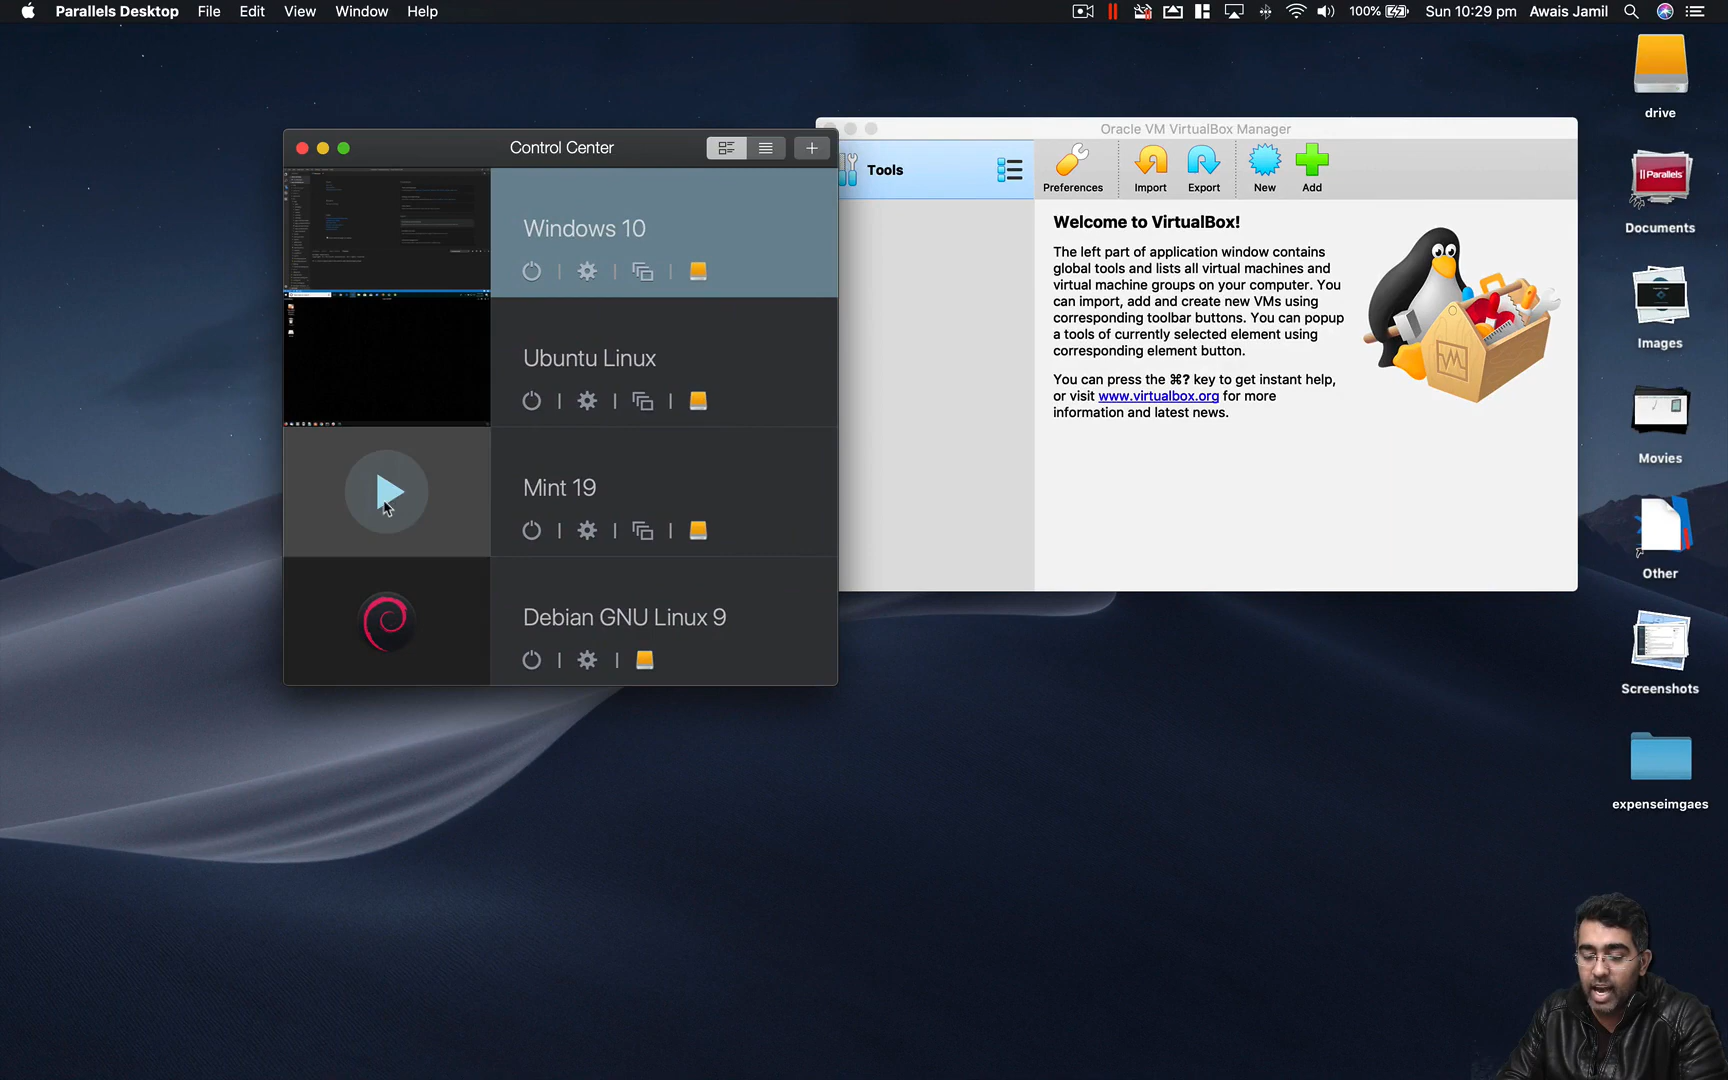 Parallels Desktop File Edit View Window Help
100% Sun 10:29 pm Awais Jamil
drive
Parallels
Documents
Images
Movies
Other
Screenshots
expenseimgaes
Control Center
Windows 10
Ubuntu Linux
Mint 19
Debian GNU Linux 9
Oracle VM VirtualBox Manager
Tools
Preferences Import Export New Add
Welcome to VirtualBox!
The left part of application window contains
global tools and lists all virtual machines and
virtual machine groups on your computer. You
can import, add and create new VMs using
corresponding toolbar buttons. You can popup
a tools of currently selected element using
corresponding element button.
You can press the ⌘? key to get instant help,
or visit www.virtualbox.org for more
information and latest news.